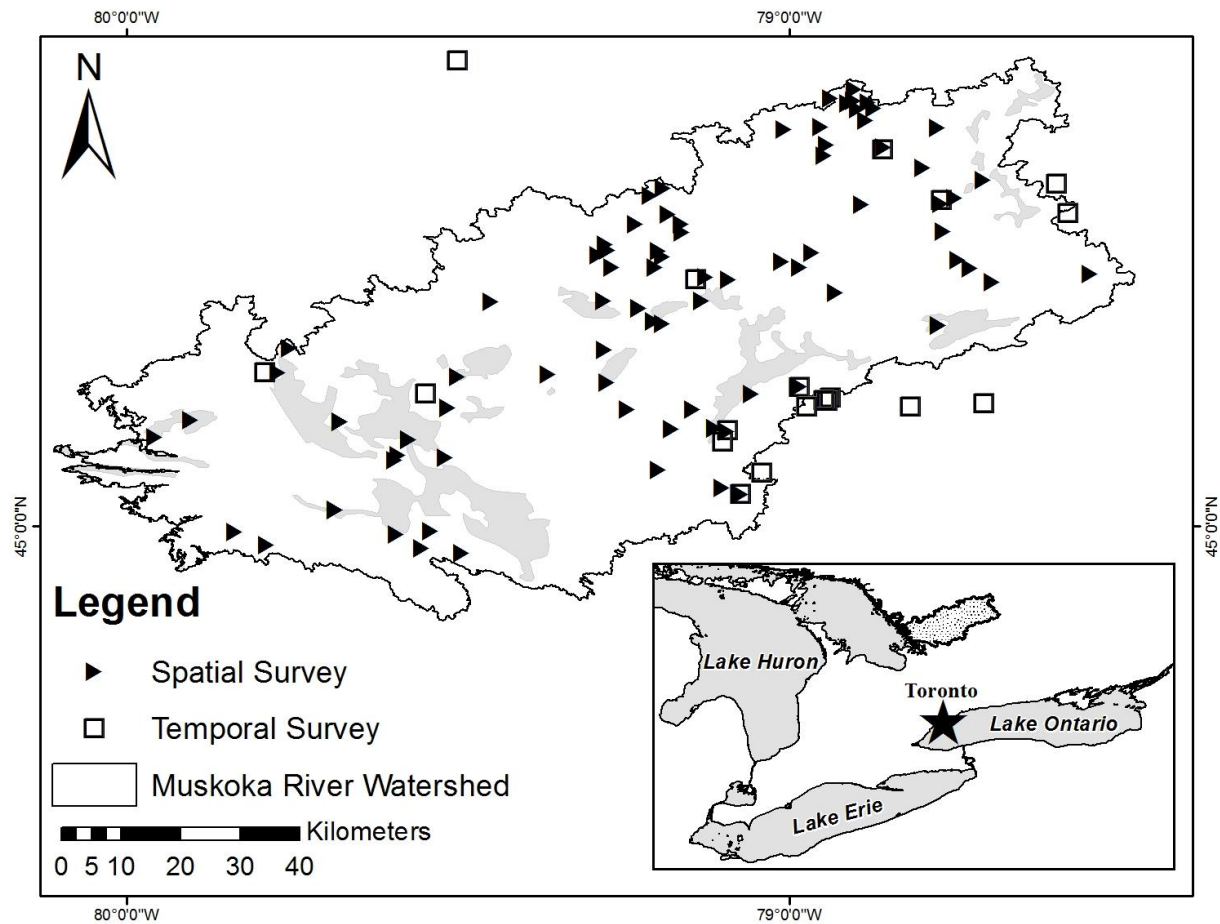 80°0'0"W 79°0'0"W
N
45°0'0"N 45°0'0"N
Legend
Spatial Survey
Temporal Survey
Muskoka River Watershed
Kilometers
0 5 10 20 30 40
Lake Huron
Toronto
Lake Ontario
Lake Erie
80°0'0"W 79°0'0"W